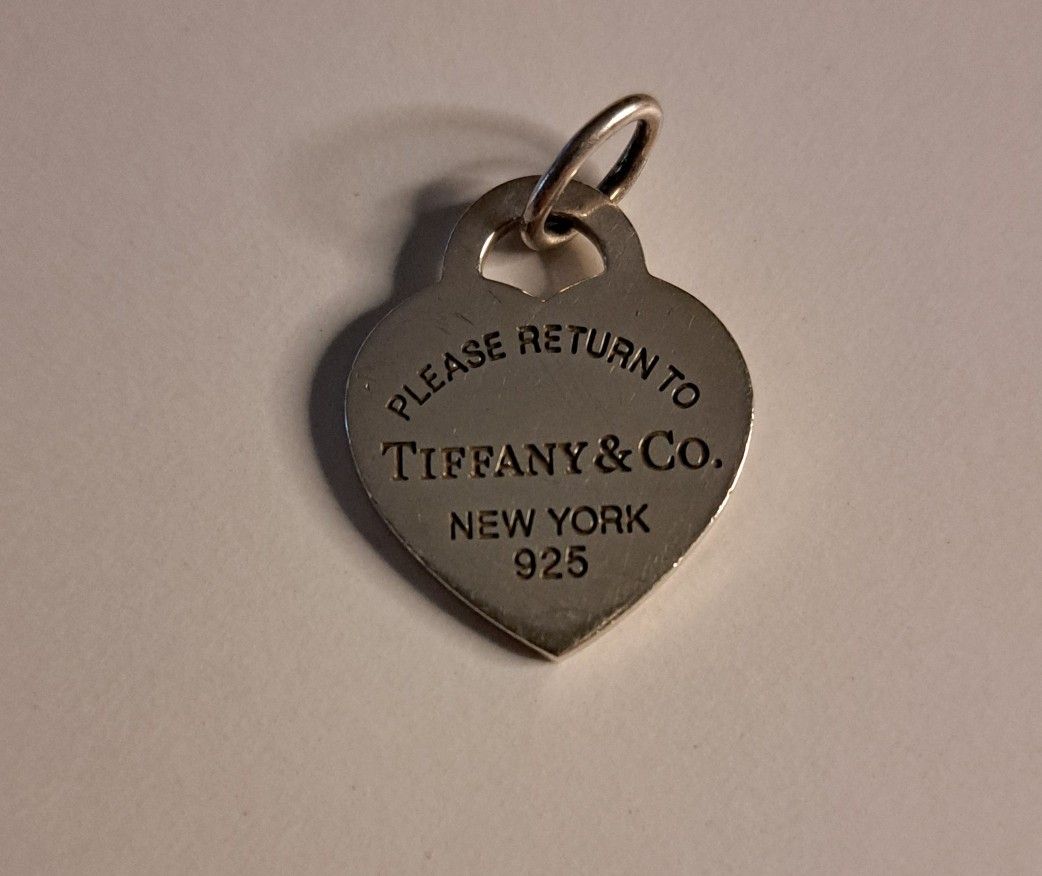 PLEASE RETURN TO
TIFFANY & CO.
NEW YORK
925